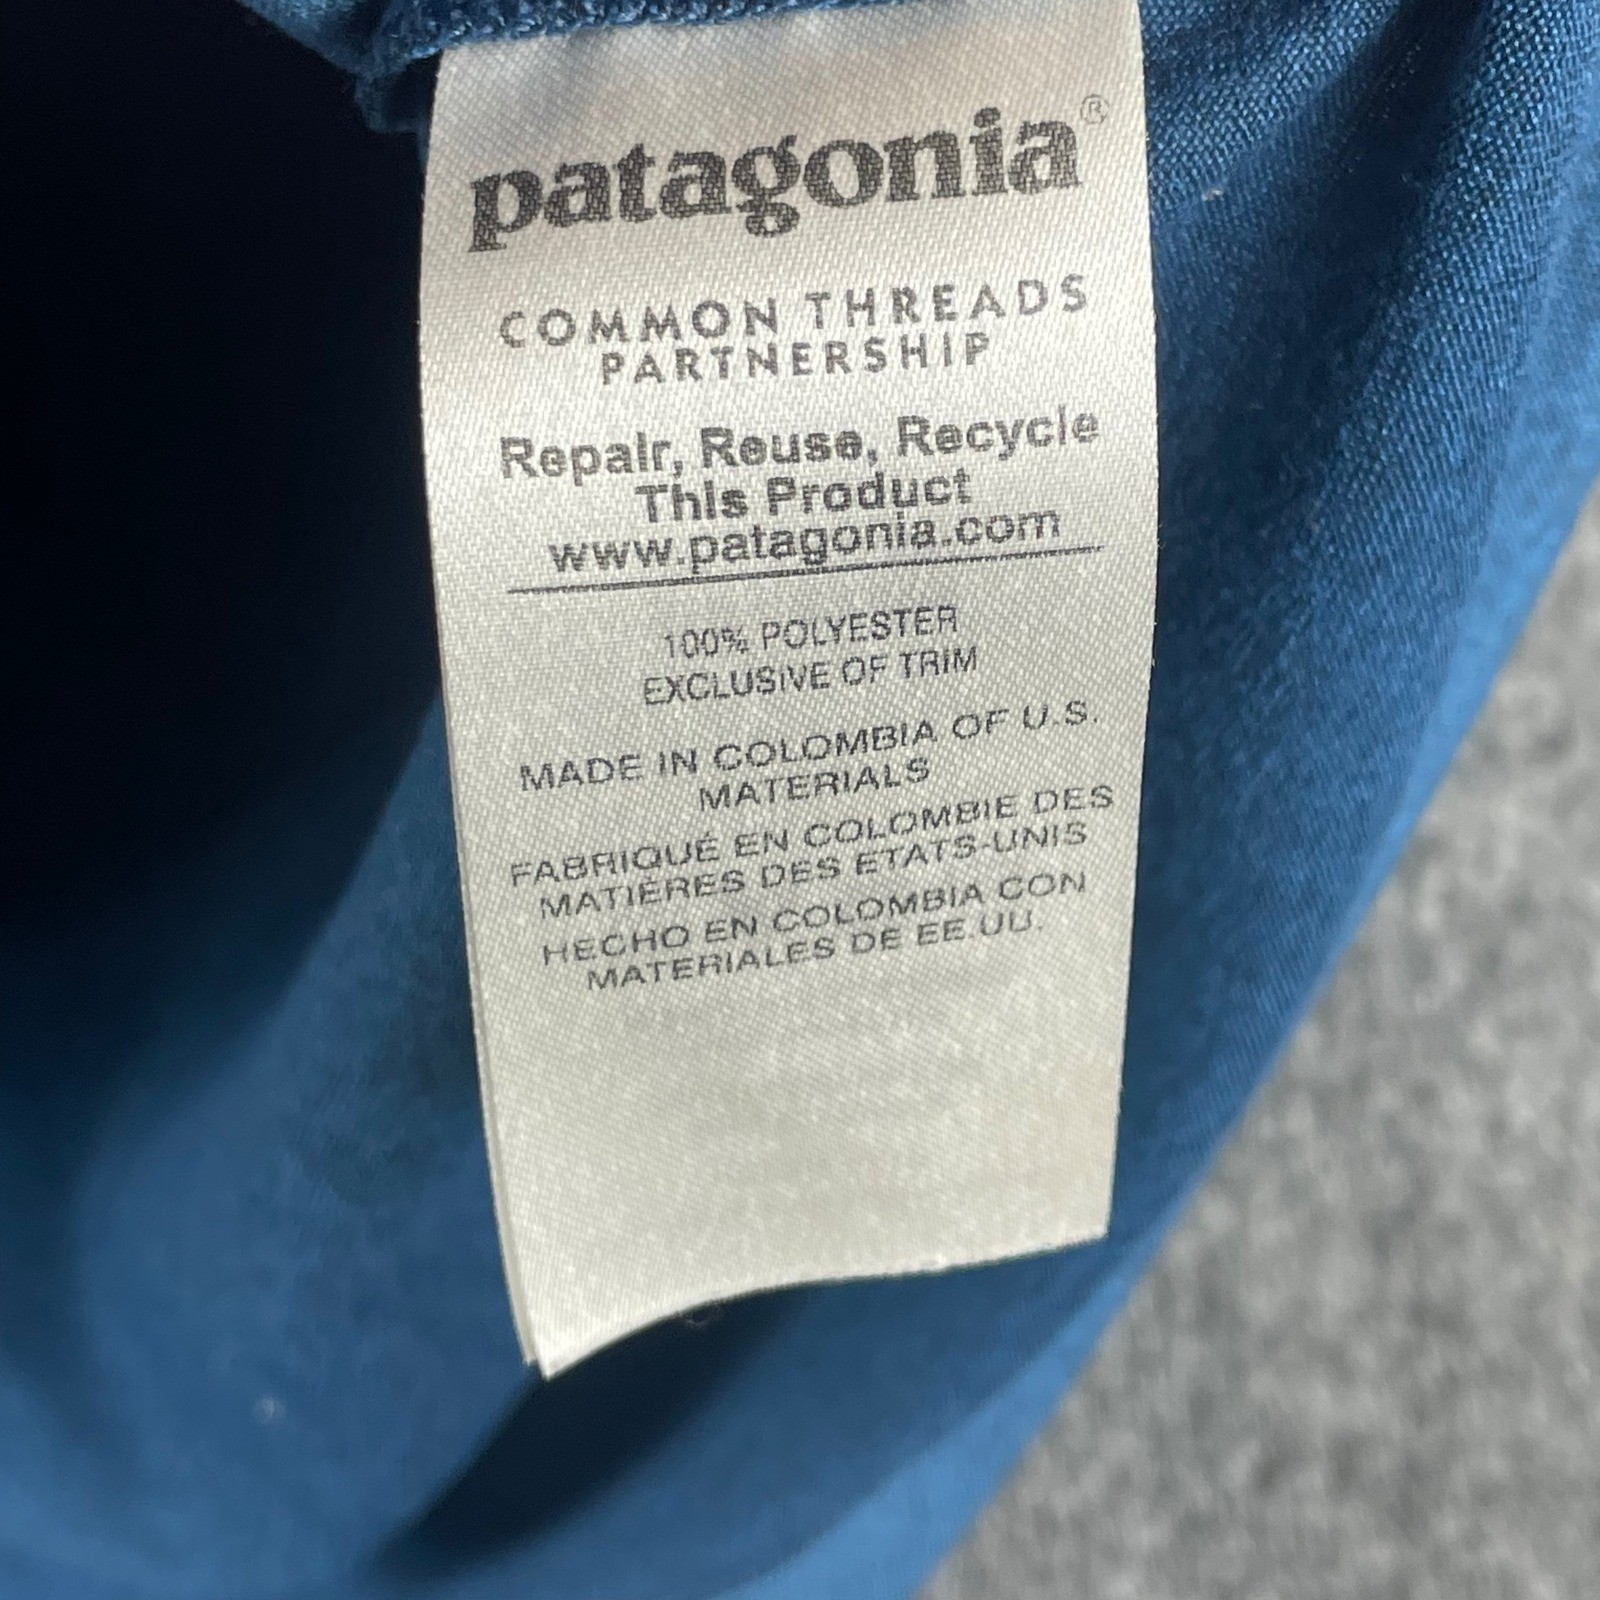 patagonia®
COMMON THREADS
PARTNERSHIP
Repair, Reuse, Recycle
This Product
www.patagonia.com
100% POLYESTER
EXCLUSIVE OF TRIM
MADE IN COLOMBIA OF U.S.
MATERIALS
FABRIQUÉ EN COLOMBIE DES
MATIÈRES DES ETATS-UNIS
HECHO EN COLOMBIA CON
MATERIALES DE EE.UU.